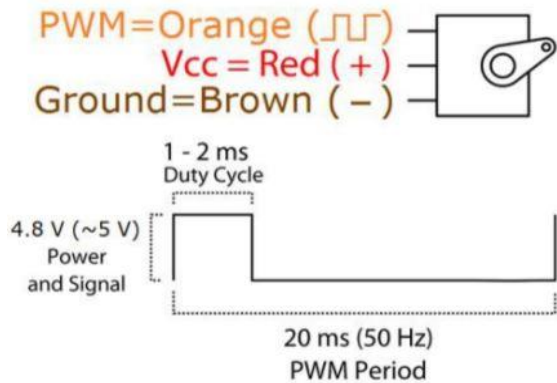 PWM=Orange (⎍⎍)
Vcc = Red ( + )
Ground=Brown ( − )
1 - 2 ms
Duty Cycle
4.8 V (~5 V)
Power
and Signal
20 ms (50 Hz)
PWM Period